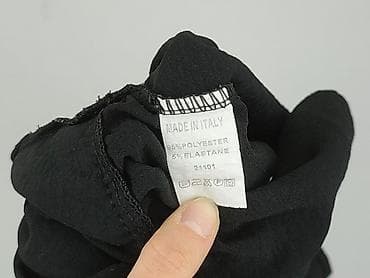 MADE IN ITALY
95%POLYESTER
5% ELASTANE
21101